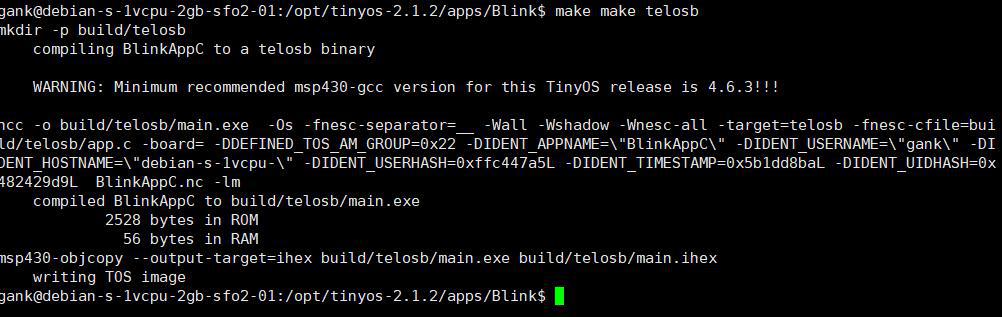 gank@debian-s-1vcpu-2gb-sfo2-01:/opt/tinyos-2.1.2/apps/Blink$ make make telosb
mkdir -p build/telosb
compiling BlinkAppC to a telosb binary
WARNING: Minimum recommended msp430-gcc version for this TinyOS release is 4.6.3!!!
ncc -o build/telosb/main.exe  -Os -fnesc-separator=__ -Wall -Wshadow -Wnesc-all -target=telosb -fnesc-cfile=bui
ld/telosb/app.c -board= -DDEFINED_TOS_AM_GROUP=0x22 -DIDENT_APPNAME=\"BlinkAppC\" -DIDENT_USERNAME=\"gank\" -DI
DENT_HOSTNAME=\"debian-s-1vcpu-\" -DIDENT_USERHASH=0xffc447a5L -DIDENT_TIMESTAMP=0x5b1dd8baL -DIDENT_UIDHASH=0x
482429d9L  BlinkAppC.nc -lm
compiled BlinkAppC to build/telosb/main.exe
2528 bytes in ROM
56 bytes in RAM
msp430-objcopy --output-target=ihex build/telosb/main.exe build/telosb/main.ihex
writing TOS image
gank@debian-s-1vcpu-2gb-sfo2-01:/opt/tinyos-2.1.2/apps/Blink$